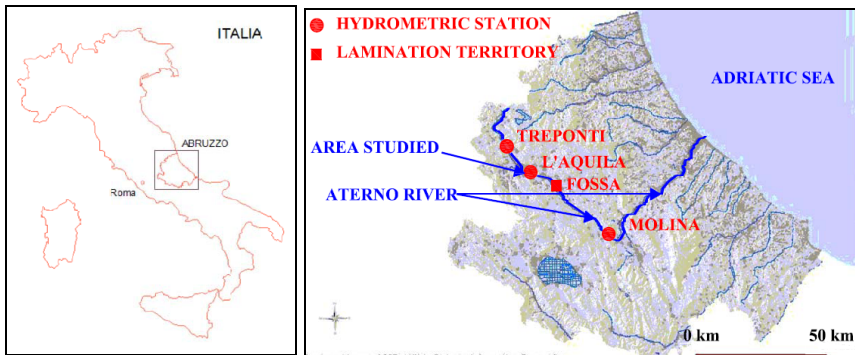 ITALIA
ABRUZZO
Roma
HYDROMETRIC STATION
LAMINATION TERRITORY
ADRIATIC SEA
TREPONTI
AREA STUDIED
L'AQUILA
FOSSA
ATERNO RIVER
MOLINA
0 km 50 km